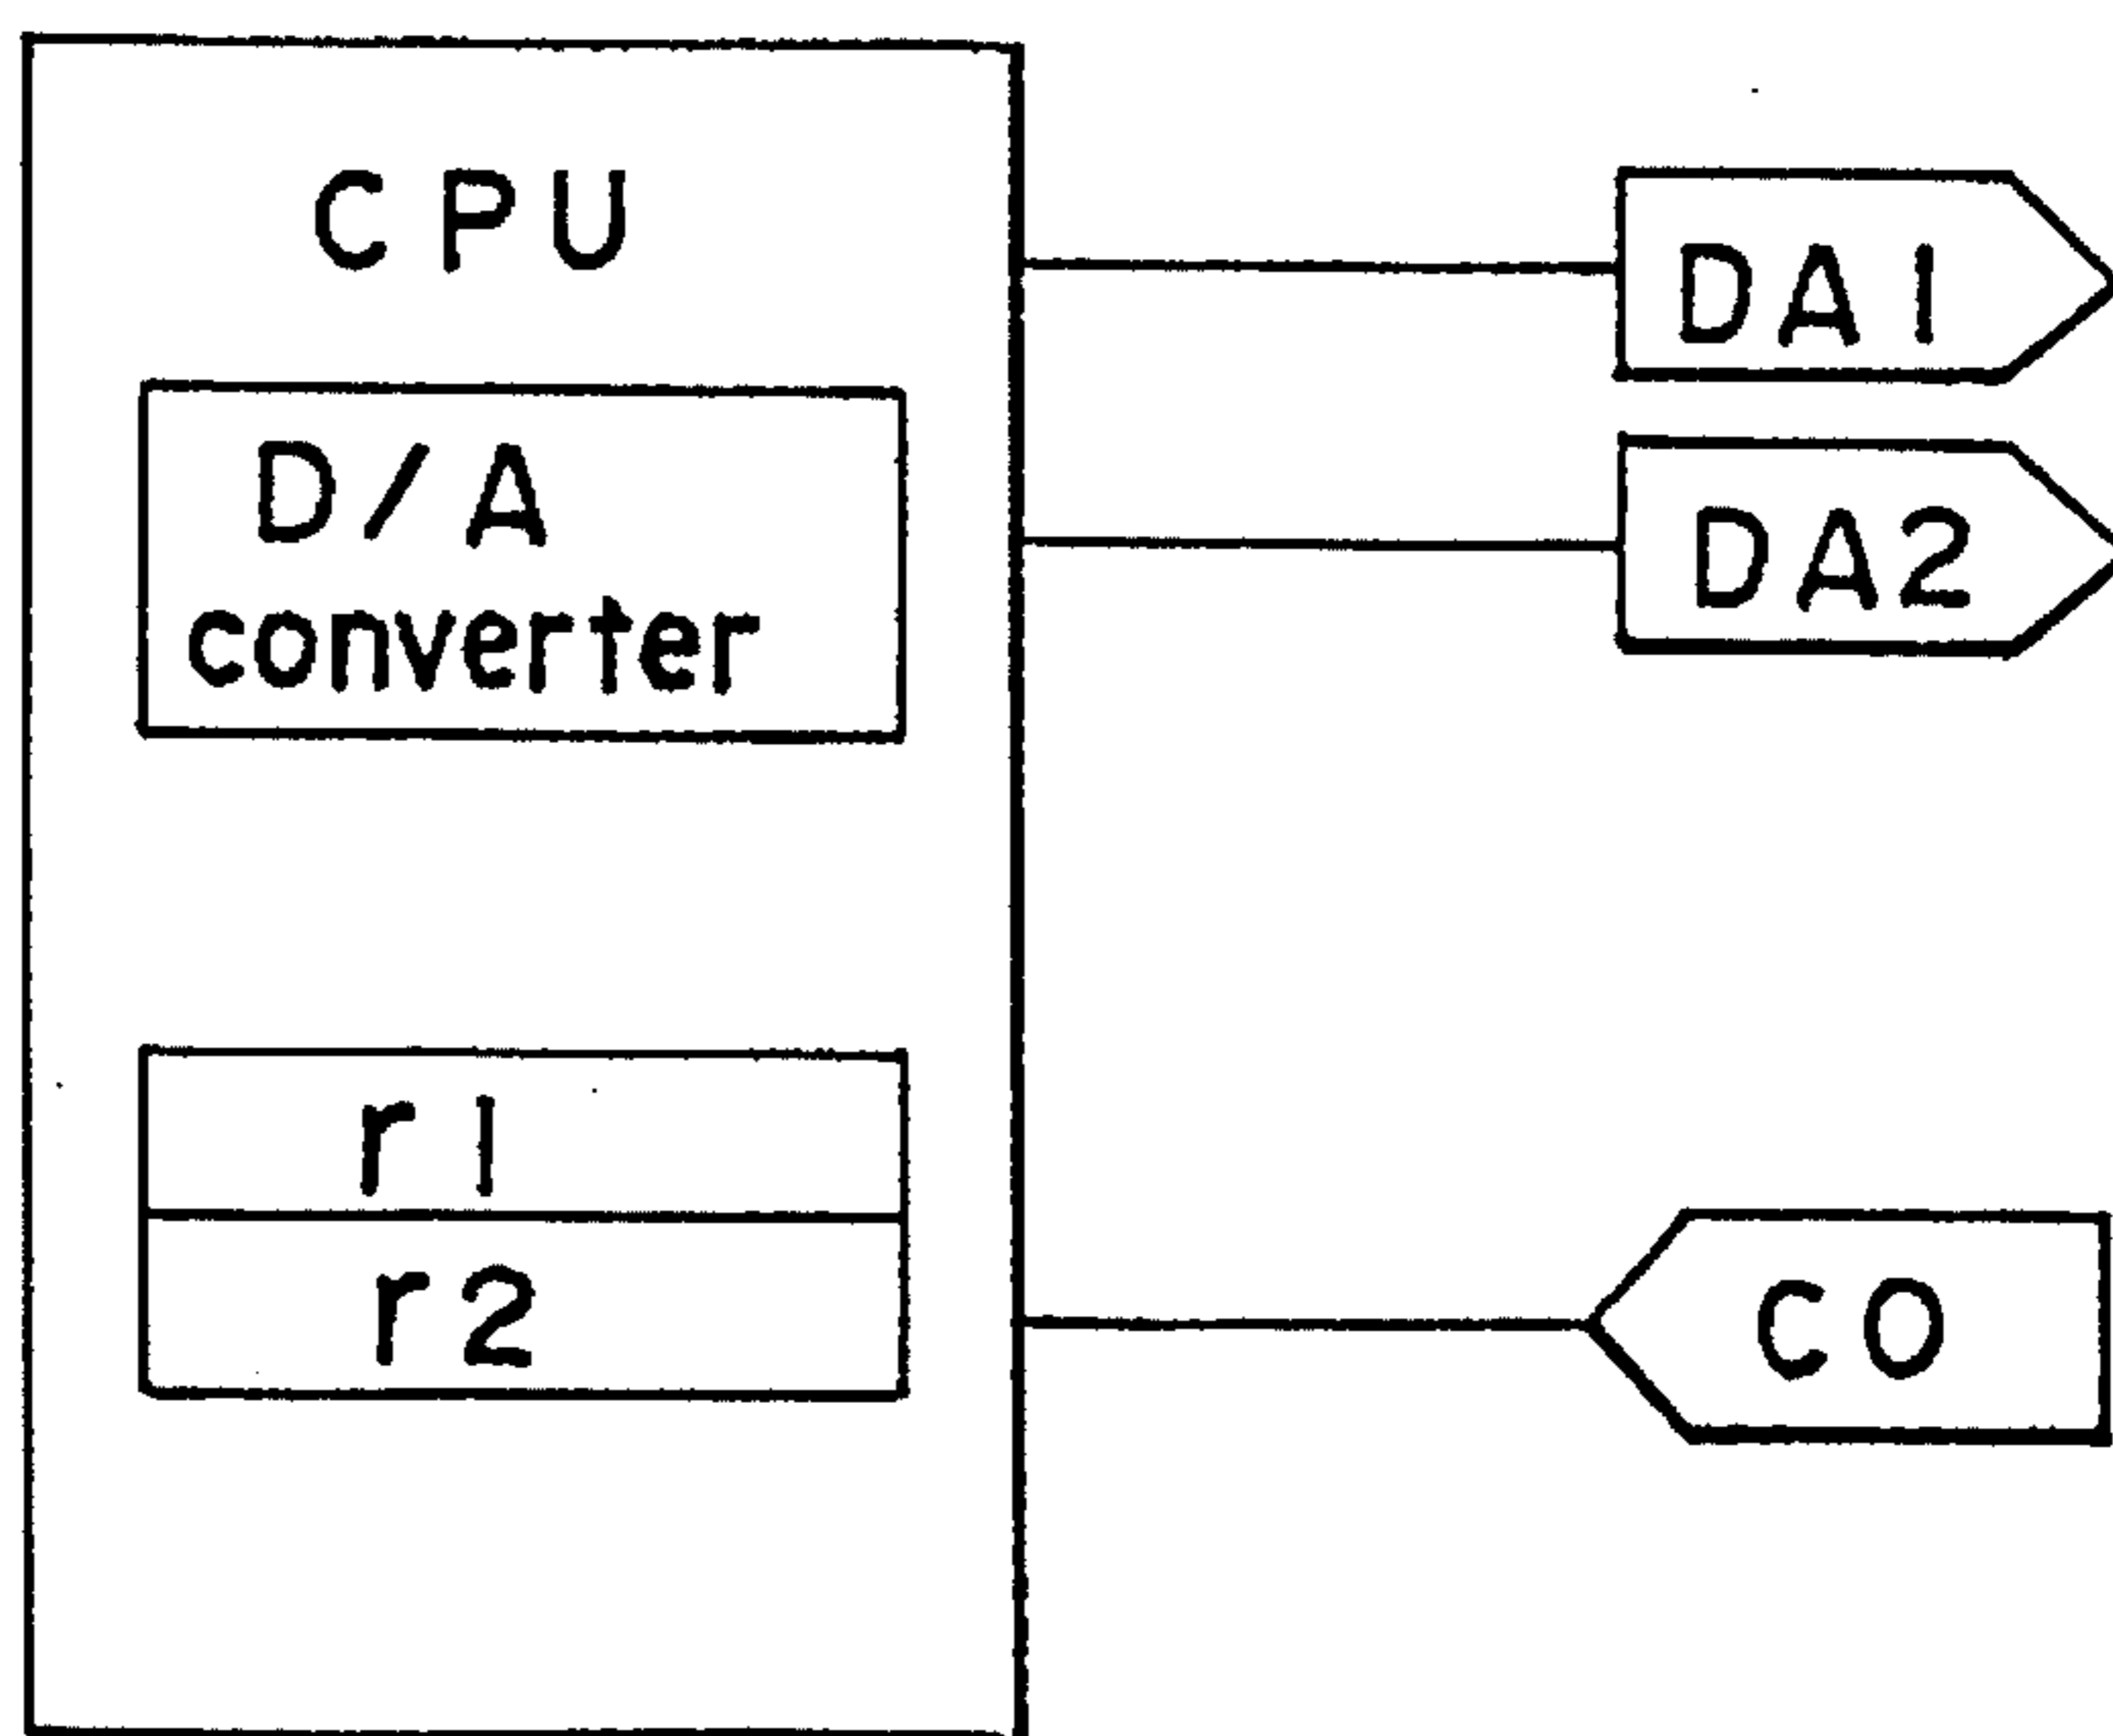 CPU
D/A
converter
r1
r2
DA1
DA2
CO